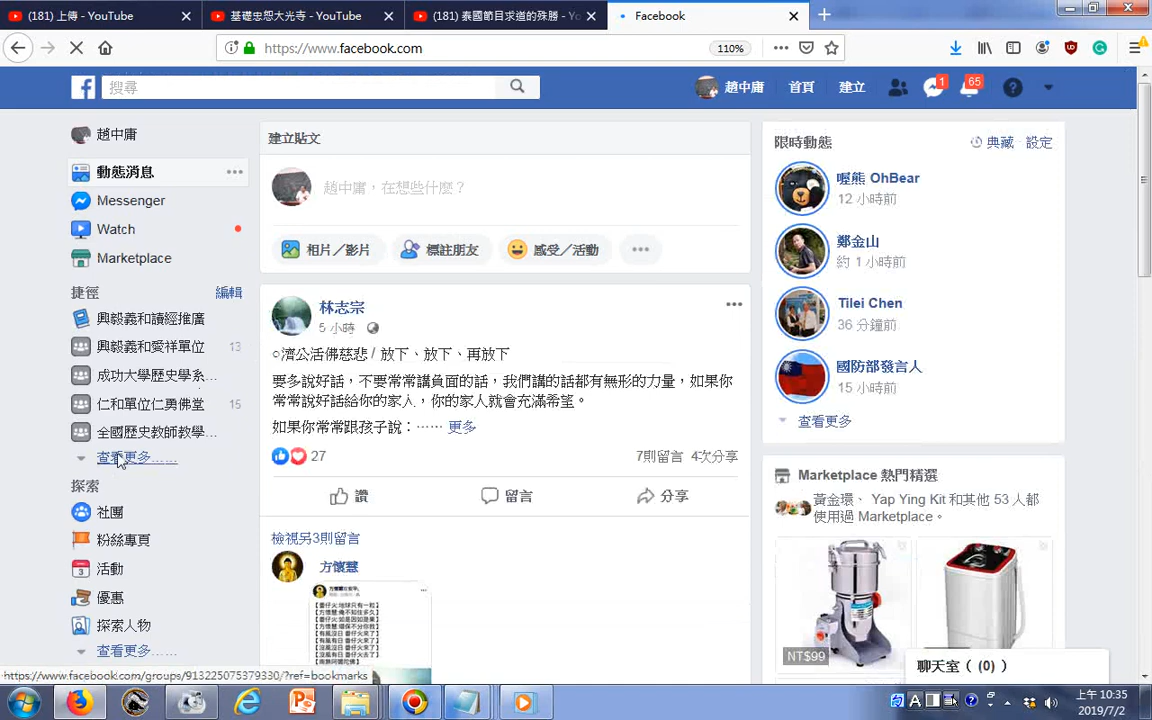 (181) 上傳 - YouTube
基礎忠恕大光寺 - YouTube
(181) 泰國節目求道的殊勝 - Yo
Facebook
https://www.facebook.com
110%
搜尋
趙中庸
首頁
建立
1
65
趙中庸
動態消息
Messenger
Watch
Marketplace
捷徑
編輯
興毅義和讀經推廣
興毅義和愛祥單位 13
成功大學歷史學系...
仁和單位仁勇佛堂 15
全國歷史教師教學...
查看更多......
探索
社團
粉絲專頁
活動
優惠
探索人物
查看更多......
https://www.facebook.com/groups/913225075379330/?ref=bookmarks
建立貼文
趙中庸，在想些什麼？
相片／影片
標註朋友
感受／活動
林志宗
5 小時
○濟公活佛慈悲 / 放下、放下、再放下
要多說好話，不要常常講負面的話，我們講的話都有無形的力量，如果你
常常說好話給你的家人，你的家人就會充滿希望。
如果你常常跟孩子說：…… 更多
27
7則留言 4次分享
讚
留言
分享
檢視另3則留言
方懷慧
限時動態
典藏 · 設定
喔熊 OhBear
12 小時前
鄭金山
約 1 小時前
Tilei Chen
36 分鐘前
國防部發言人
15 小時前
查看更多
Marketplace 熱門精選
黃金環、 Yap Ying Kit 和其他 53 人都
使用過 Marketplace。
NT$99
聊天室 ( (0) )
上午 10:35
2019/7/2